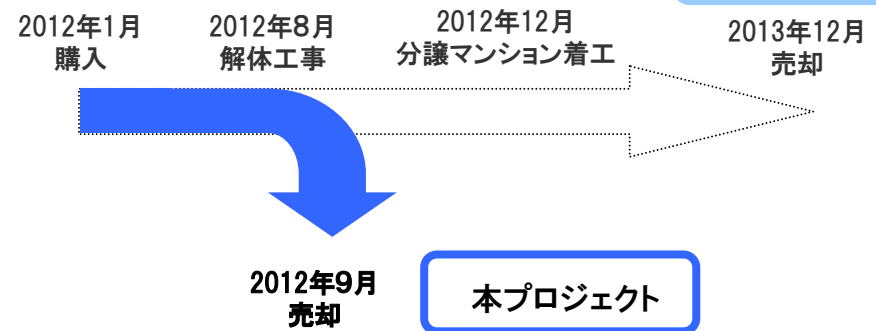 2012年1月
購入
2012年8月
解体工事
2012年12月
分譲マンション着工
2013年12月
売却
2012年9月
売却
本プロジェクト